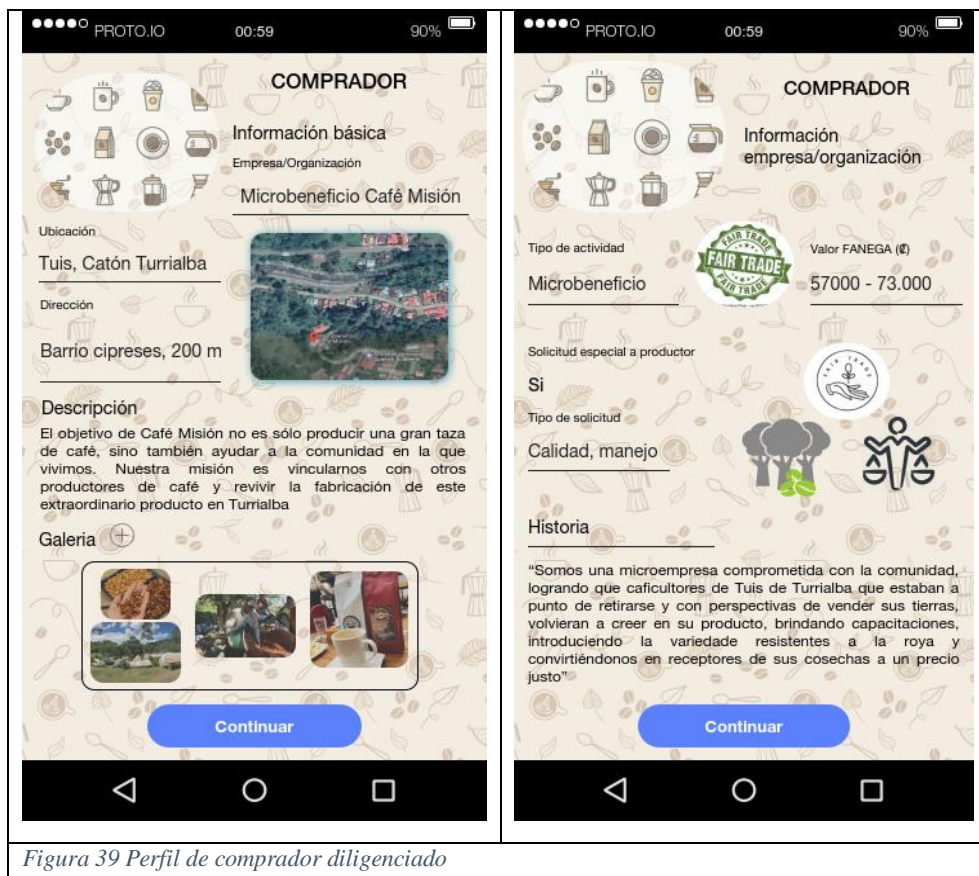 PROTO.IO 00:59 90%
COMPRADOR
Información básica
Empresa/Organización
Microbeneficio Café Misión
Ubicación
Tuis, Catón Turrialba
Dirección
Barrio cipreses, 200 m
Descripción
El objetivo de Café Misión no es sólo producir una gran taza
de café, sino también ayudar a la comunidad en la que
vivimos. Nuestra misión es vincularnos con otros
productores de café y revivir la fabricación de este
extraordinario producto en Turrialba
Galeria
Continuar
PROTO.IO 00:59 90%
COMPRADOR
Información
empresa/organización
Tipo de actividad
Microbeneficio
FAIR TRADE
FAIR TRADE
FAIR TRADE
Valor FANEGA (₡)
57000 - 73.000
Solicitud especial a productor
Si
FAIR TRADE
Tipo de solicitud
Calidad, manejo
Historia
“Somos una microempresa comprometida con la comunidad,
logrando que caficultores de Tuis de Turrialba que estaban a
punto de retirarse y con perspectivas de vender sus tierras,
volvieran a creer en su producto, brindando capacitaciones,
introduciendo la variedade resistentes a la roya y
convirtiéndonos en receptores de sus cosechas a un precio
justo”
Continuar
Figura 39 Perfil de comprador diligenciado